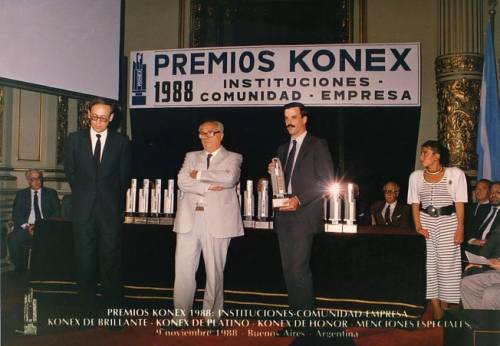 PREMIOS KONEX
1988 INSTITUCIONES -
COMUNIDAD - EMPRESA
PREMIOS KONEX 1988: INSTITUCIONES-COMUNIDAD-EMPRESA
KONEX DE BRILLANTE - KONEX DE PLATINO - KONEX DE HONOR - MENCIONES ESPECIALES
9 noviembre 1988 - Buenos Aires - Argentina